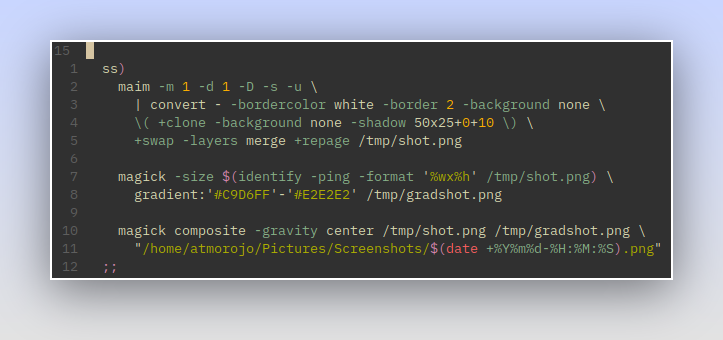 15
1 ss)
2 maim -m 1 -d 1 -D -s -u \
3 | convert - -bordercolor white -border 2 -background none \
4 \( +clone -background none -shadow 50x25+0+10 \) \
5 +swap -layers merge +repage /tmp/shot.png
6
7 magick -size $(identify -ping -format '%wx%h' /tmp/shot.png) \
8 gradient:'#C9D6FF'-'#E2E2E2' /tmp/gradshot.png
9
10 magick composite -gravity center /tmp/shot.png /tmp/gradshot.png \
11 "/home/atmorojo/Pictures/Screenshots/$(date +%Y%m%d-%H:%M:%S).png"
12 ;;